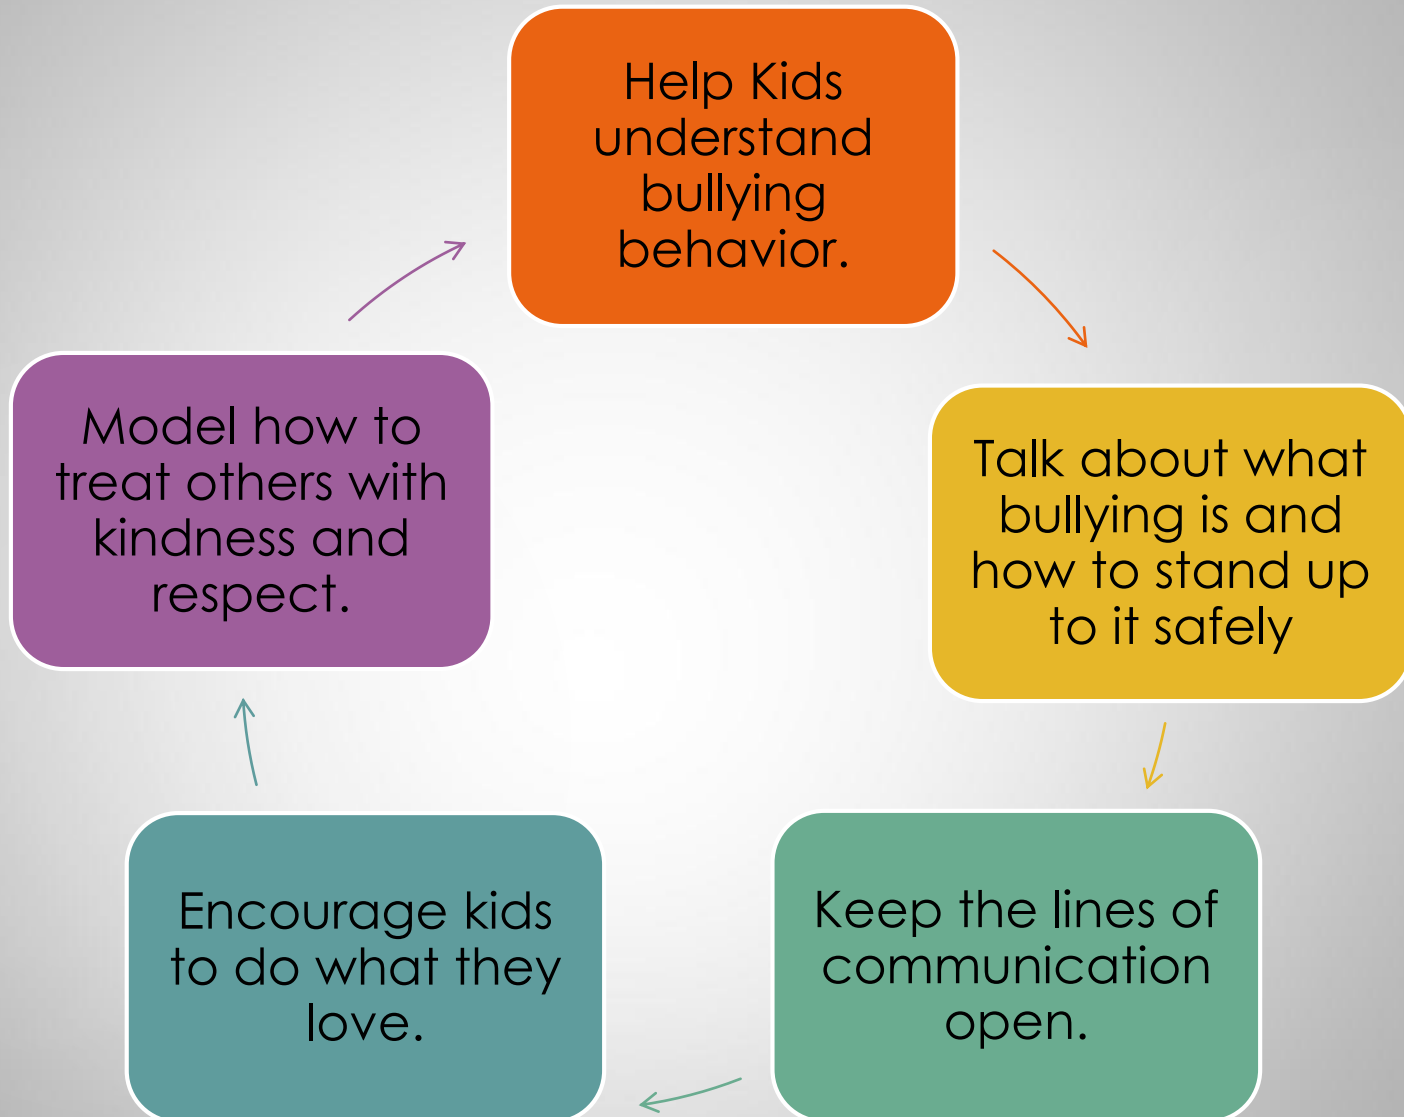 Help Kids
understand
bullying
behavior.
Talk about what
bullying is and
how to stand up
to it safely
Keep the lines of
communication
open.
Encourage kids
to do what they
love.
Model how to
treat others with
kindness and
respect.